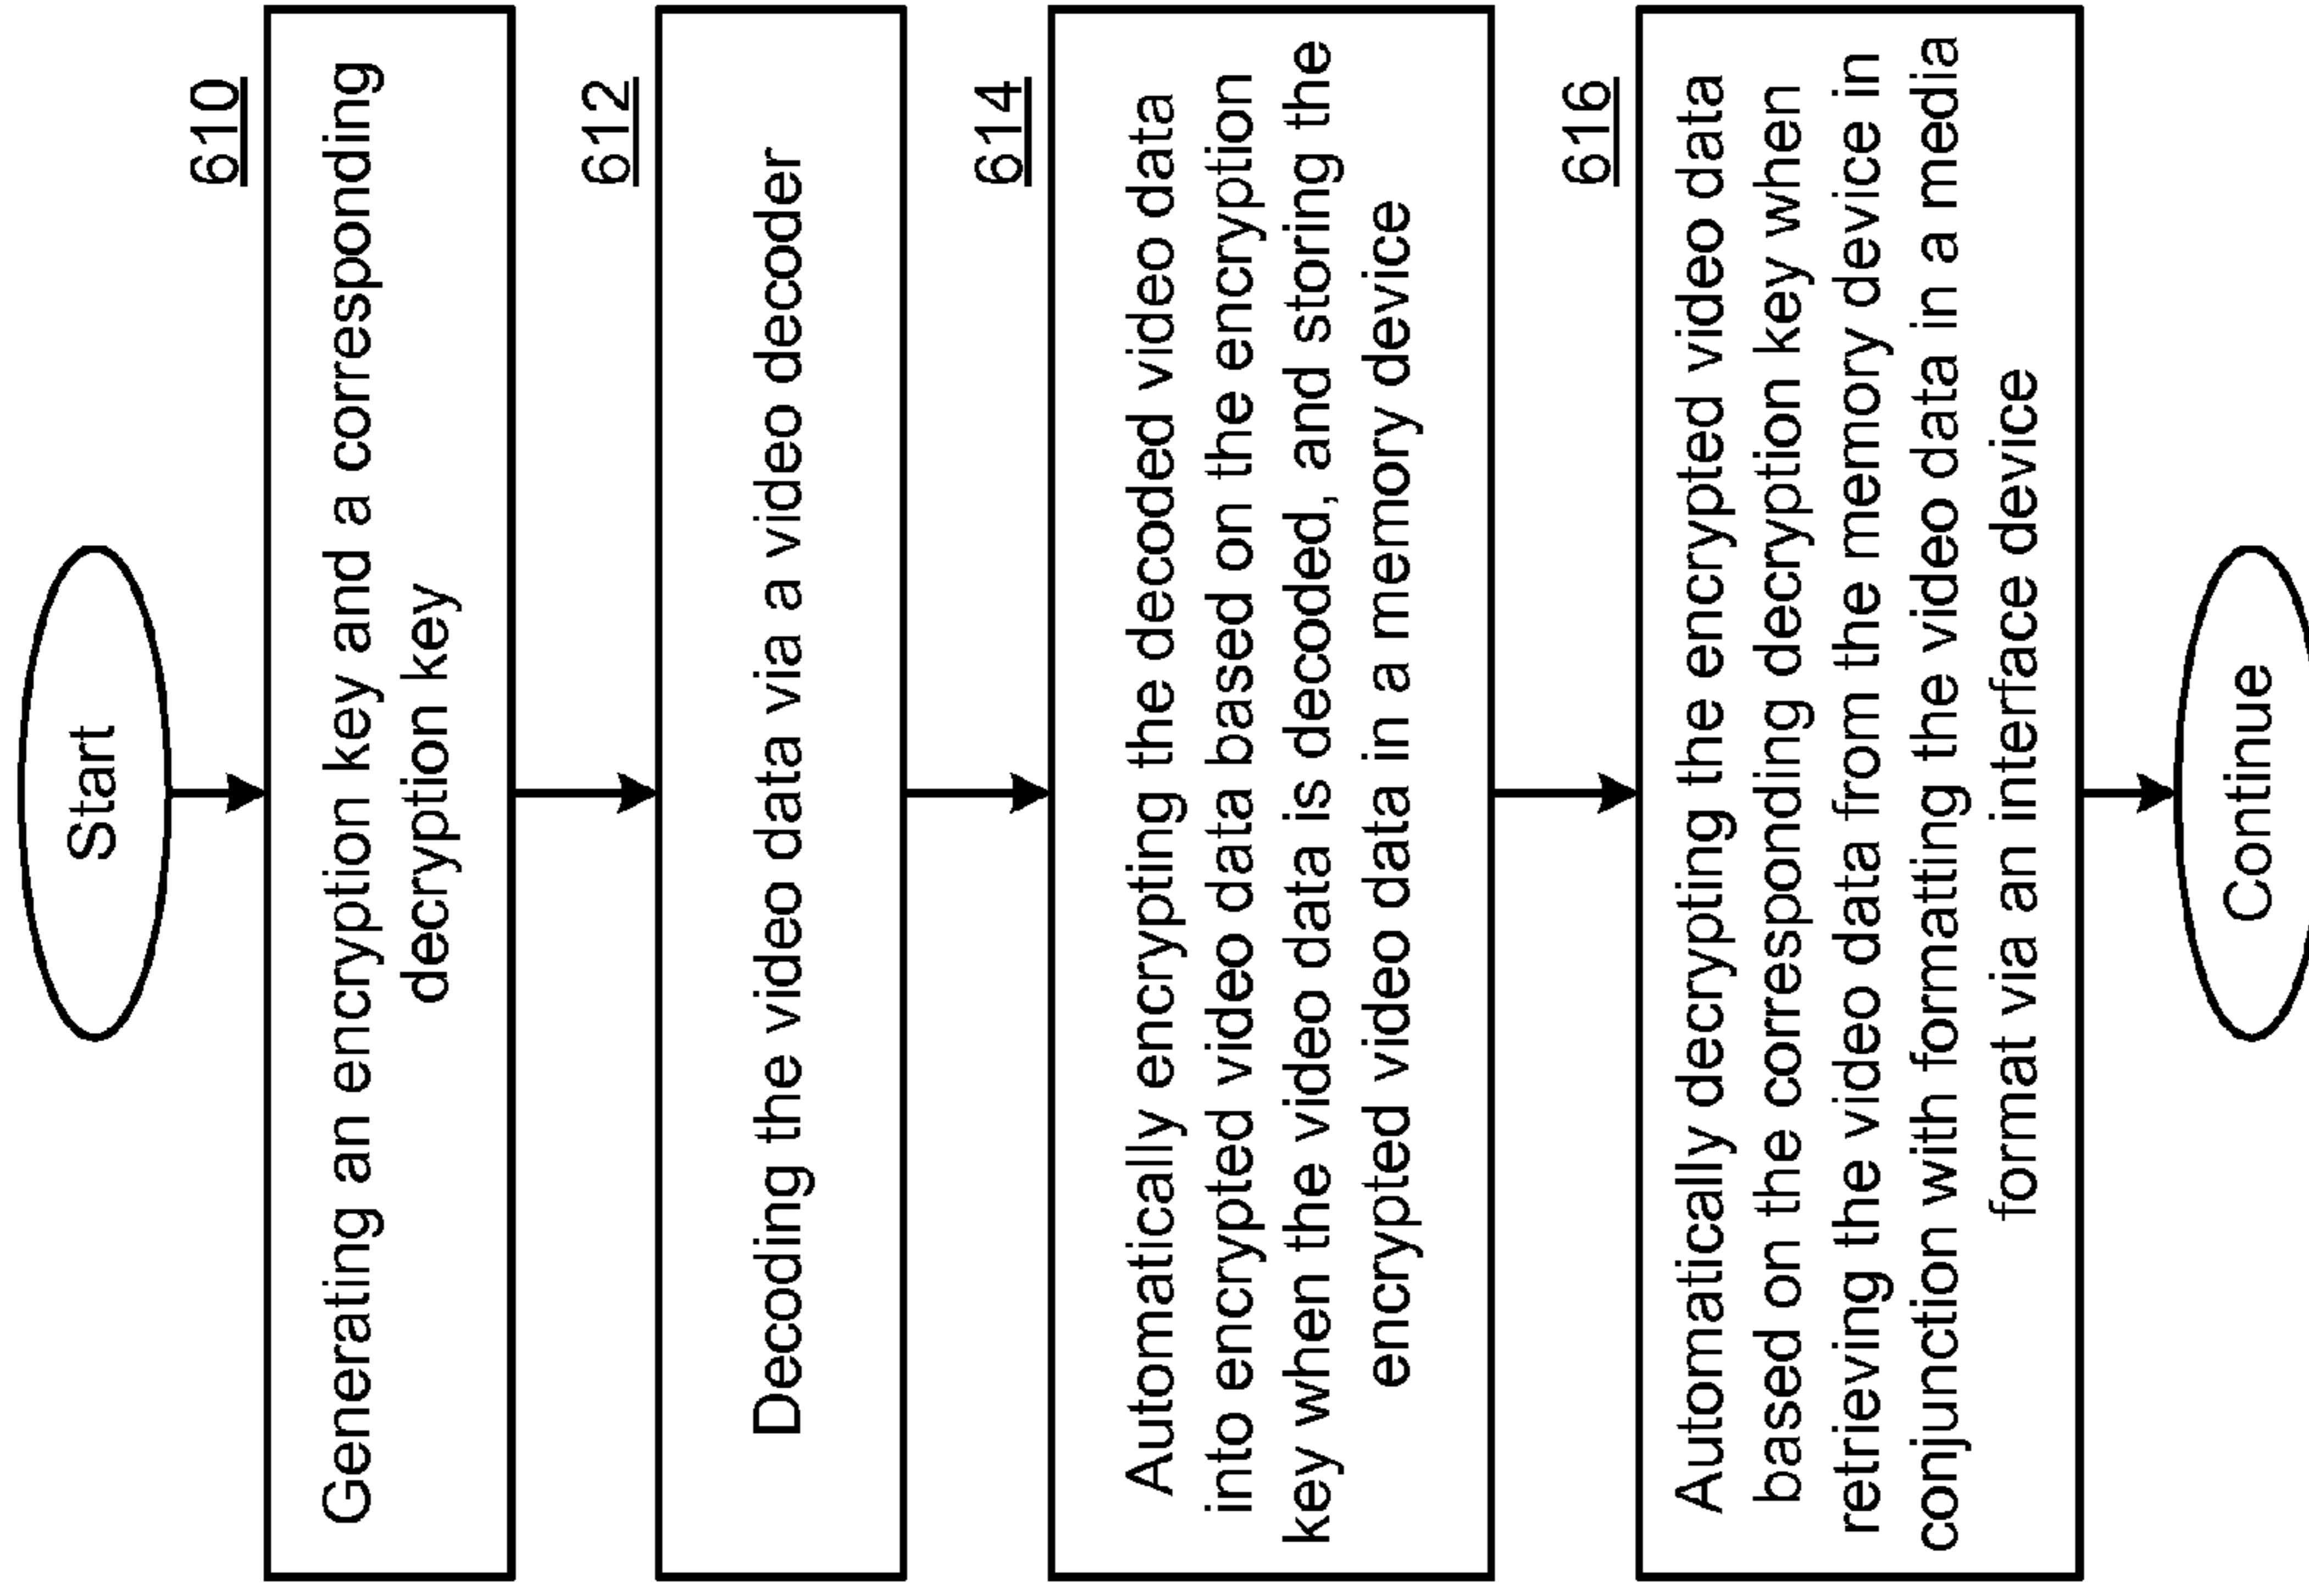 Start
610
Generating an encryption key and a corresponding
decryption key
612
Decoding the video data via a video decoder
614
Automatically encrypting the decoded video data
into encrypted video data based on the encryption
key when the video data is decoded, and storing the
encrypted video data in a memory device
616
Automatically decrypting the encrypted video data
based on the corresponding decryption key when
retrieving the video data from the memory device in
conjunction with formatting the video data in a media
format via an interface device
Continue